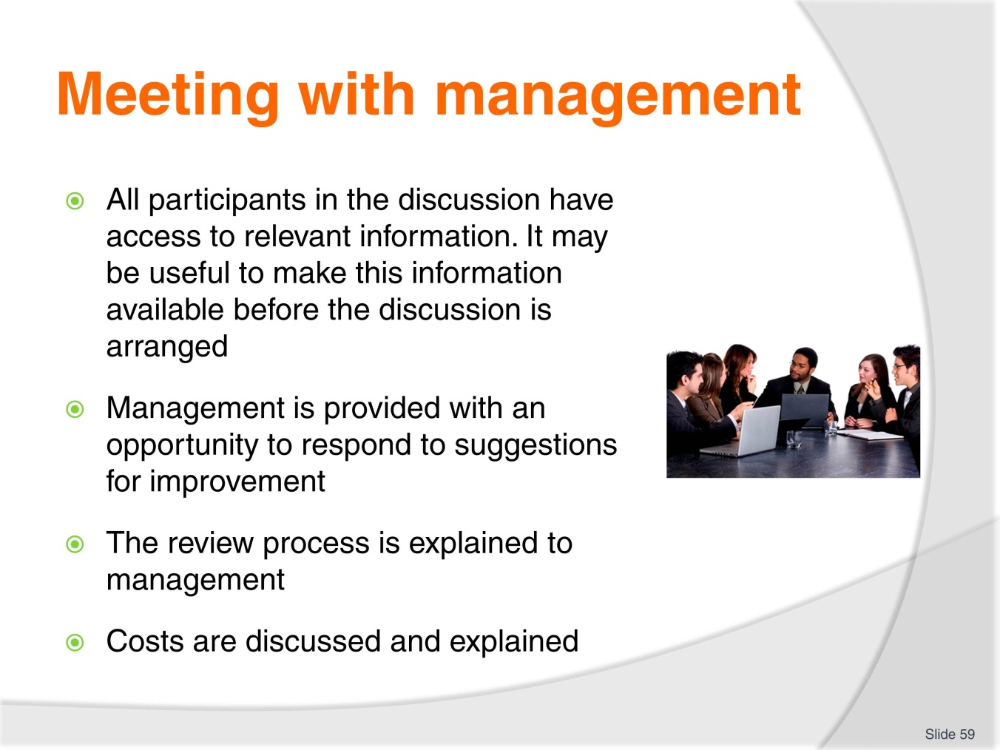 Meeting with management
All participants in the discussion have
access to relevant information. It may
be useful to make this information
available before the discussion is
arranged
Management is provided with an
opportunity to respond to suggestions
for improvement
The review process is explained to
management
Costs are discussed and explained
Slide 59